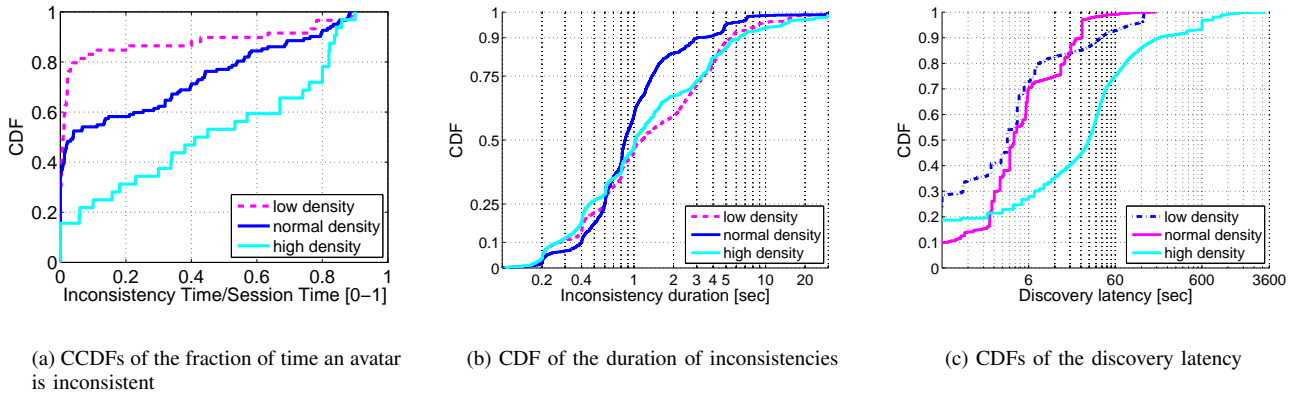 CDF
1
0.8
0.6
0.4
0.2
0
0 0.2 0.4 0.6 0.8 1
Inconsistency Time/Session Time [0−1]
low density
normal density
high density
(a) CCDFs of the fraction of time an avatar
is inconsistent
CDF
0.9
0.75
0.5
0.25
0.1
0.2 0.4 1 2 3 4 5 10 20
Inconsistency duration [sec]
low density
normal density
high density
(b) CDF of the duration of inconsistencies
CDF
1
0.9
0.8
0.7
0.6
0.5
0.4
0.3
0.2
0.1
0
6 60 600 3600
Discovery latency [sec]
low density
normal density
high density
(c) CDFs of the discovery latency